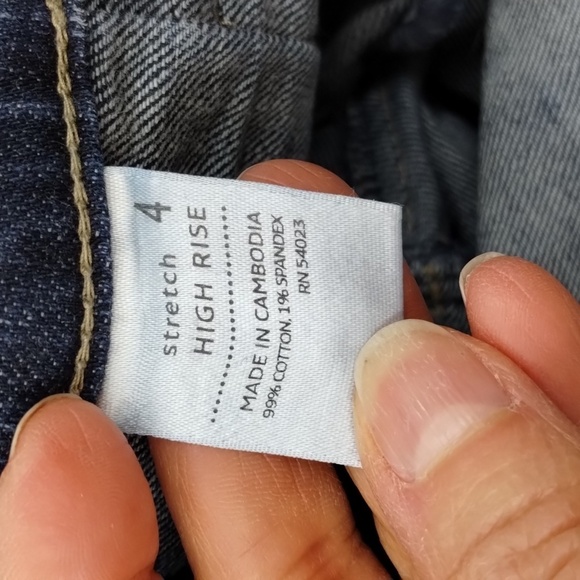 stretch 4
HIGH RISE
MADE IN CAMBODIA
99% COTTON, 1% SPANDEX
RN 54023